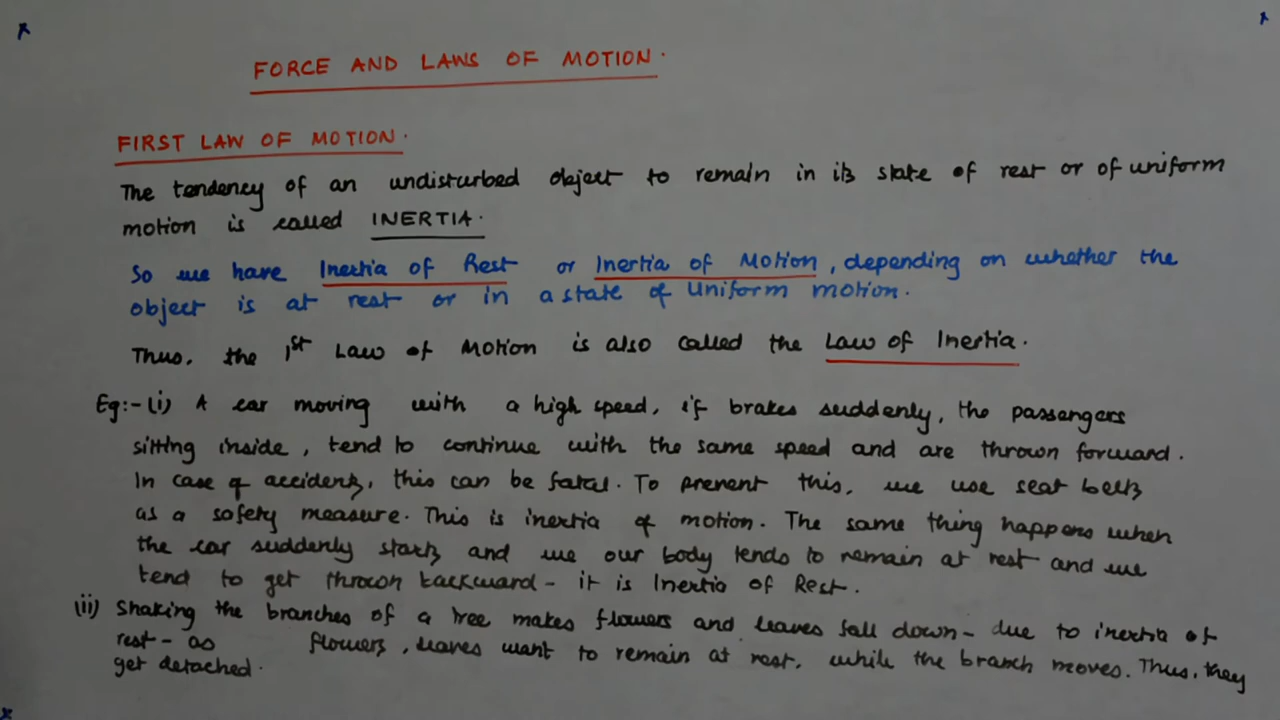 FORCE AND LAWS OF MOTION.
FIRST LAW OF MOTION.
The tendency of an undisturbed object to remain in its state of rest or of uniform
motion is called INERTIA.
So we have Inertia of Rest or Inertia of Motion, depending on whether the
object is at rest or in a state of Uniform motion.
Thus, the 1st Law of Motion is also called the Law of Inertia.
Eg:- (i) A car moving with a high speed, if brakes suddenly, the passengers
sitting inside, tend to continue with the same speed and are thrown forward.
In case of accidents, this can be fatal. To prevent this, we use seat belts
as a safety measure. This is inertia of motion. The same thing happens when
the car suddenly starts and we our body tends to remain at rest and we
tend to get thrown backward - it is Inertia of Rest.
(ii) Shaking the branches of a tree makes flowers and leaves fall down - due to inertia of
rest - as flowers, leaves want to remain at rest, while the branch moves. Thus, they
get detached.